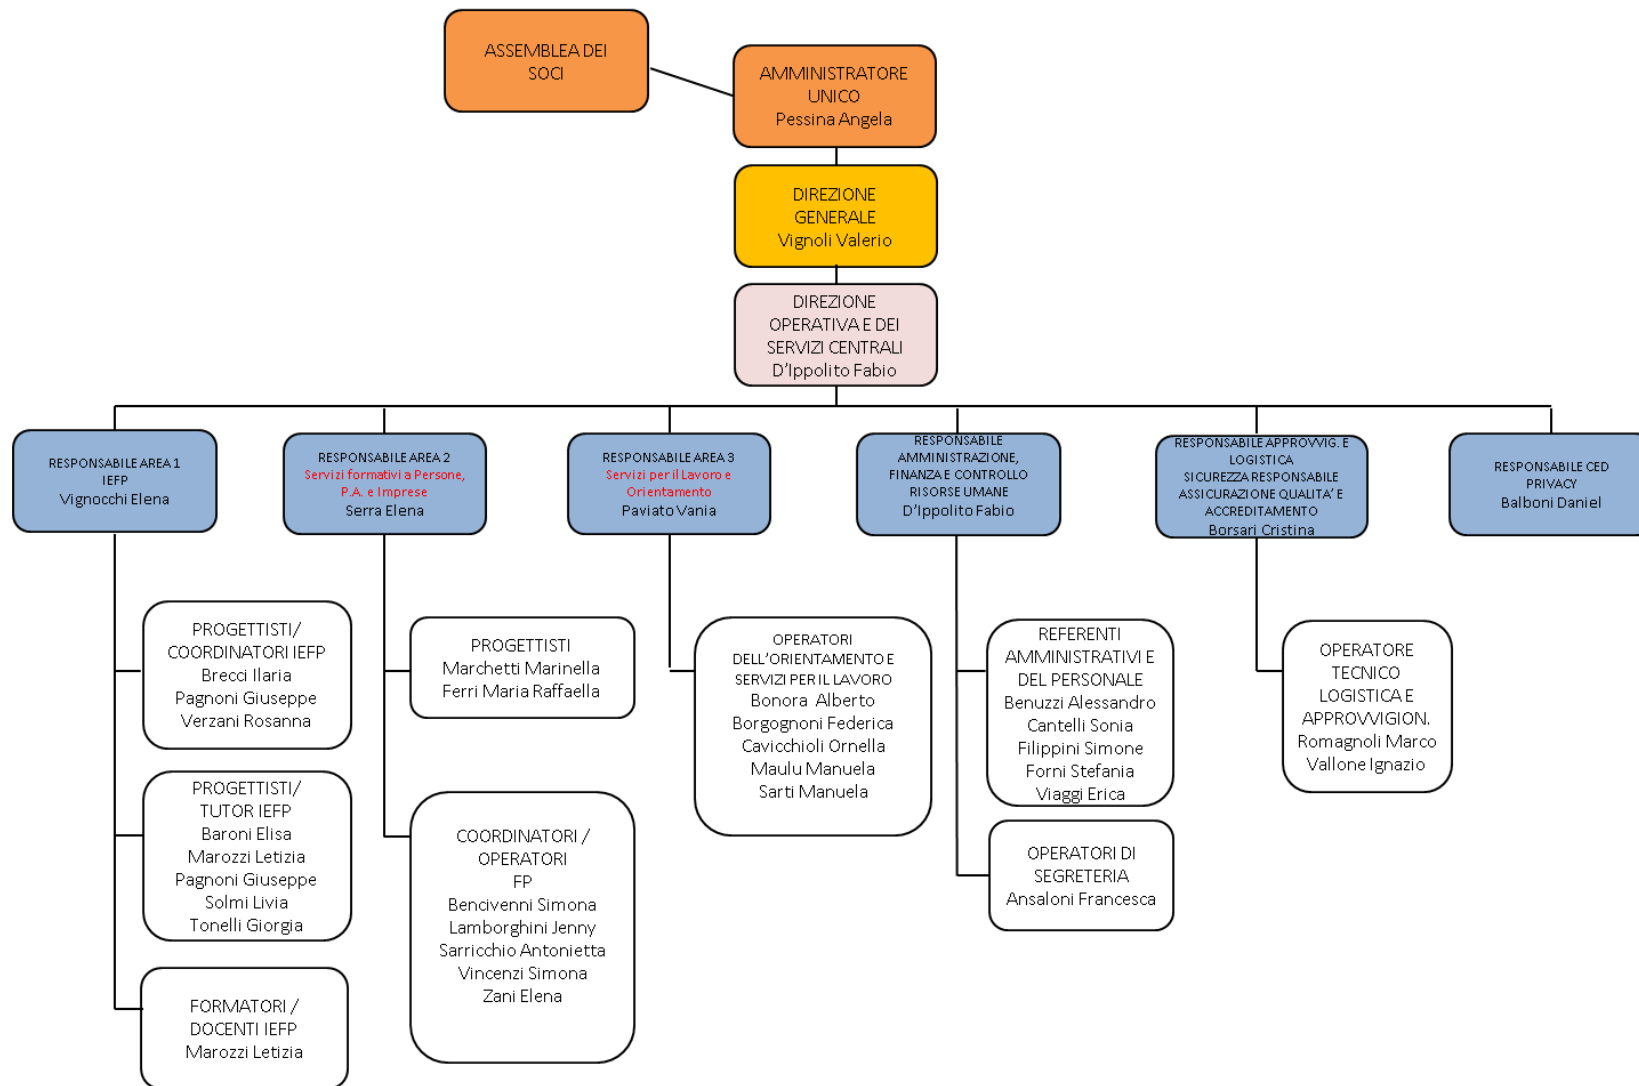 ASSEMBLEA DEI
SOCI
AMMINISTRATORE
UNICO
Pessina Angela
DIREZIONE
GENERALE
Vignoli Valerio
DIREZIONE
OPERATIVA E DEI
SERVIZI CENTRALI
D'Ippolito Fabio
RESPONSABILE AREA 1
IEFP
Vignocchi Elena
RESPONSABILE AREA 2
Servizi formativi a Persone,
P.A. e Imprese
Serra Elena
RESPONSABILE AREA 3
Servizi per il Lavoro e
Orientamento
Paviato Vania
RESPONSABILE
AMMINISTRAZIONE,
FINANZA E CONTROLLO
RISORSE UMANE
D'Ippolito Fabio
RESPONSABILE APPROVVIG. E
LOGISTICA
SICUREZZA RESPONSABILE
ASSICURAZIONE QUALITA' E
ACCREDITAMENTO
Borsari Cristina
RESPONSABILE CED
PRIVACY
Balboni Daniel
PROGETTISTI/
COORDINATORI IEFP
Brecci Ilaria
Pagnoni Giuseppe
Verzani Rosanna
PROGETTISTI/
TUTOR IEFP
Baroni Elisa
Marozzi Letizia
Pagnoni Giuseppe
Solmi Livia
Tonelli Giorgia
FORMATORI /
DOCENTI IEFP
Marozzi Letizia
PROGETTISTI
Marchetti Marinella
Ferri Maria Raffaella
COORDINATORI /
OPERATORI
FP
Bencivenni Simona
Lamborghini Jenny
Sarricchio Antonietta
Vincenzi Simona
Zani Elena
OPERATORI
DELL'ORIENTAMENTO E
SERVIZI PER IL LAVORO
Bonora Alberto
Borgognoni Federica
Cavicchioli Ornella
Maulu Manuela
Sarti Manuela
REFERENTI
AMMINISTRATIVI E
DEL PERSONALE
Benuzzi Alessandro
Cantelli Sonia
Filippini Simone
Forni Stefania
Viaggi Erica
OPERATORI DI
SEGRETERIA
Ansaloni Francesca
OPERATORE
TECNICO
LOGISTICA E
APPROVVIGION.
Romagnoli Marco
Vallone Ignazio